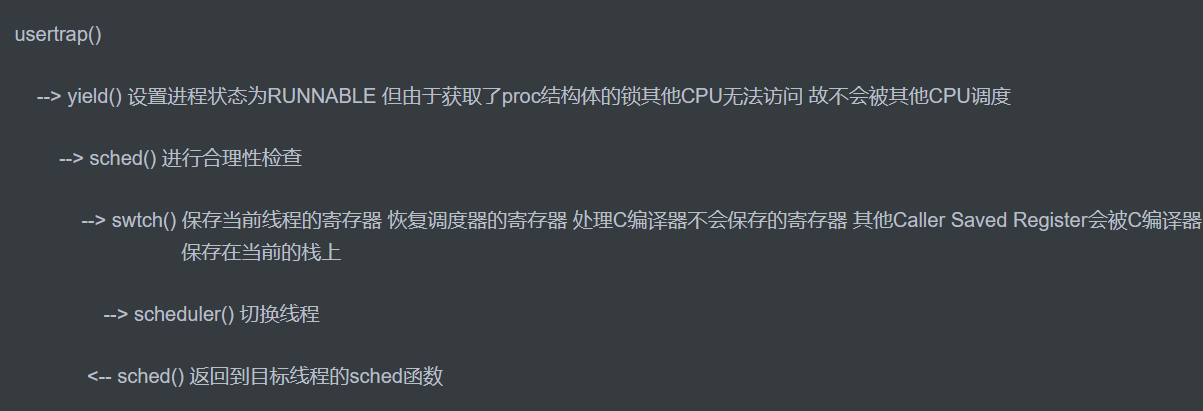 usertrap()
--> yield() 设置进程状态为RUNNABLE 但由于获取了proc结构体的锁其他CPU无法访问 故不会被其他CPU调度
--> sched() 进行合理性检查
--> swtch() 保存当前线程的寄存器 恢复调度器的寄存器 处理C编译器不会保存的寄存器 其他Caller Saved Register会被C编译器
保存在当前的栈上
--> scheduler() 切换线程
<-- sched() 返回到目标线程的sched函数